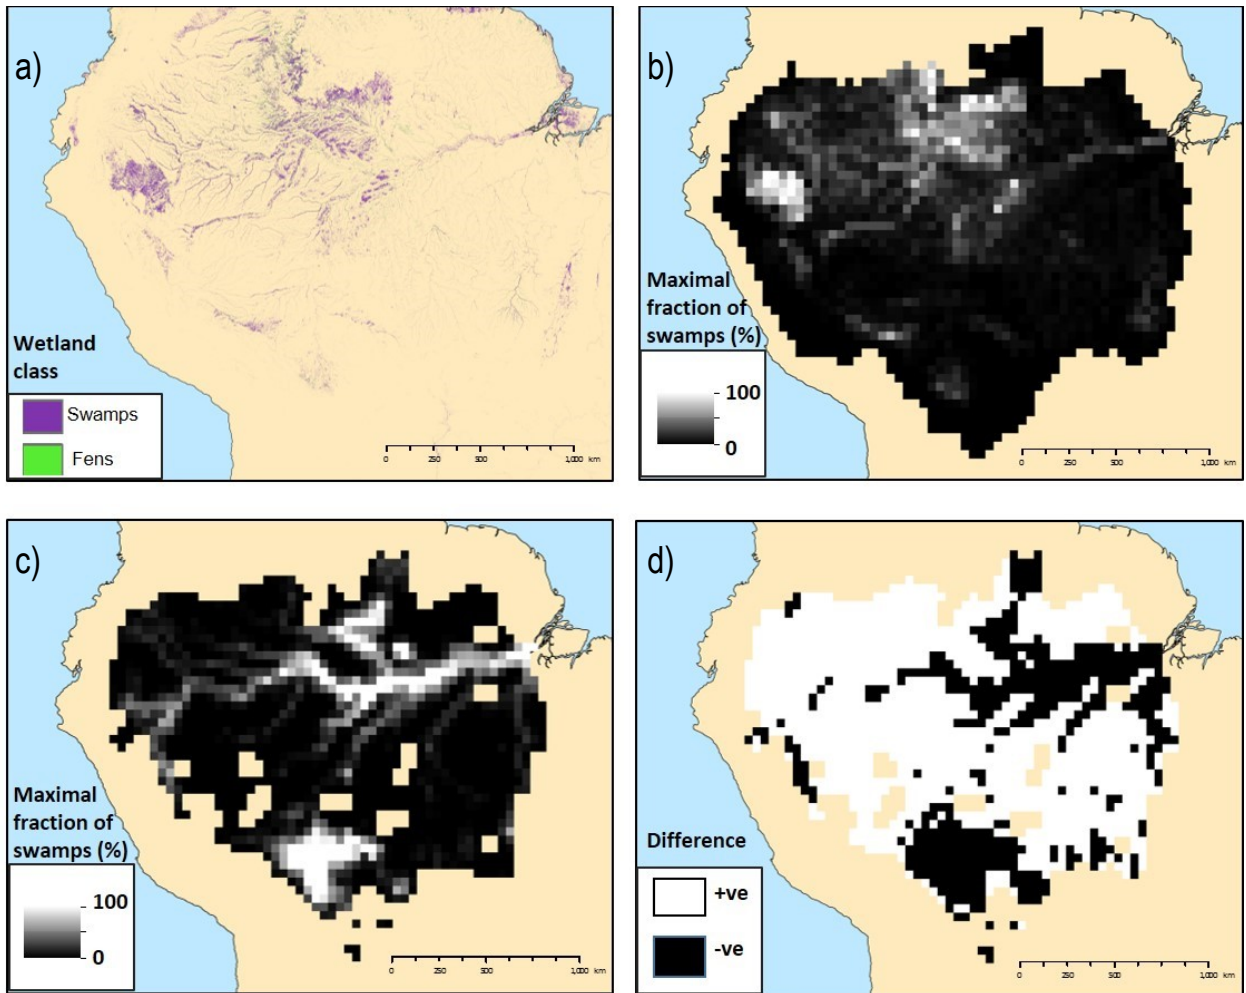 a)
Wetland
class
Swamps
Fens
0 250 500 1,000 km
b)
Maximal
fraction of
swamps (%)
100
0
0 250 500 1,000 km
c)
Maximal
fraction of
swamps (%)
100
0
0 250 500 1,000 km
d)
Difference
+ve
-ve
0 250 500 1,000 km